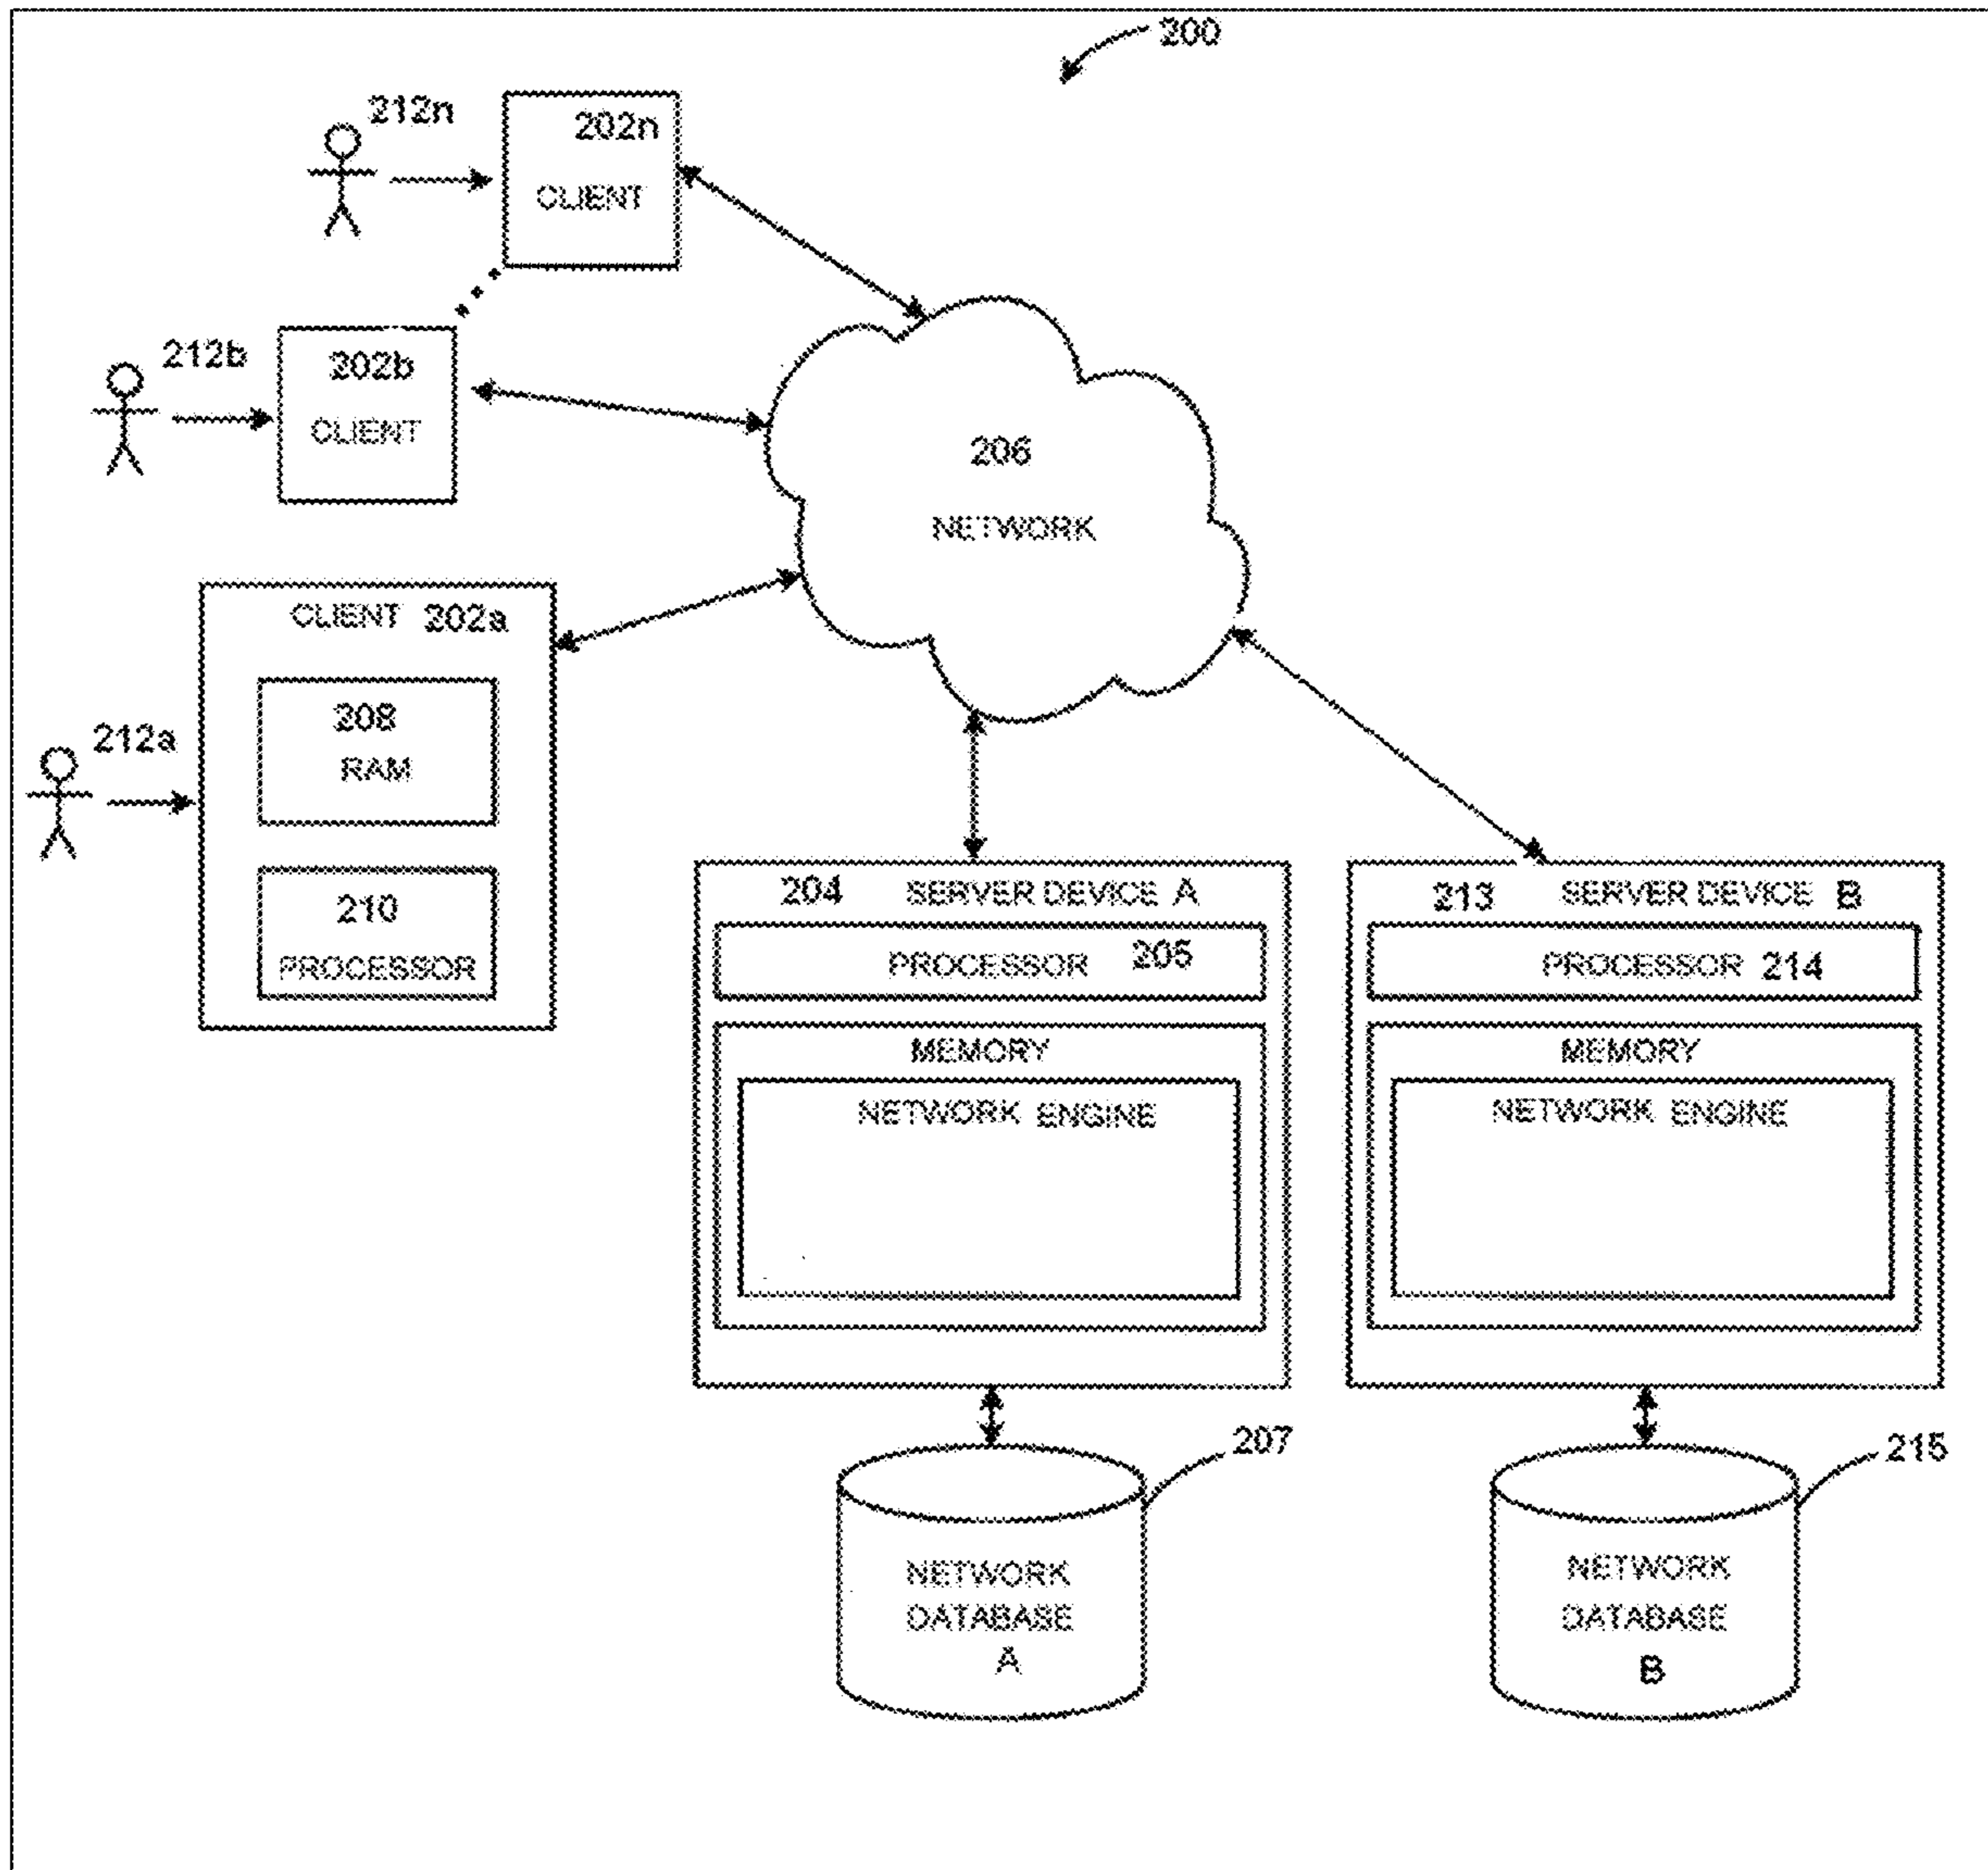 200
212n
202n
CLIENT
212b
202b
CLIENT
206
NETWORK
CLIENT 202a
208
RAM
212a
210
PROCESSOR
204 SERVER DEVICE A
PROCESSOR 205
MEMORY
NETWORK ENGINE
213 SERVER DEVICE B
PROCESSOR 214
MEMORY
NETWORK ENGINE
207
NETWORK
DATABASE
A
215
NETWORK
DATABASE
B